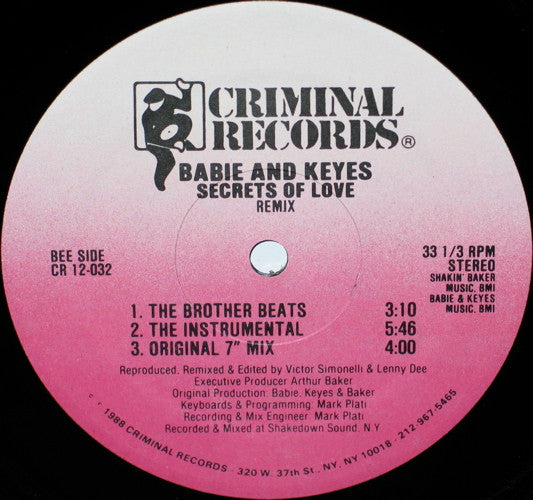 CRIMINAL
RECORDS®
BABIE AND KEYES
SECRETS OF LOVE
REMIX
BEE SIDE
CR 12-032
33 1/3 RPM
STEREO
SHAKIN' BAKER
MUSIC. BMI
BABIE & KEYES
MUSIC. BMI
1. THE BROTHER BEATS 3:10
2. THE INSTRUMENTAL 5:46
3. ORIGINAL 7" MIX 4:00
Reproduced. Remixed & Edited by Victor Simonelli & Lenny Dee
Executive Producer Arthur Baker
Original Production: Babie, Keyes & Baker
Keyboards & Programming: Mark Plati
Recording & Mix Engineer: Mark Plati
Recorded & Mixed at Shakedown Sound, N.Y
1988 CRIMINAL RECORDS - 320 W. 37th St., NY, NY 10018 - 212-967-5465